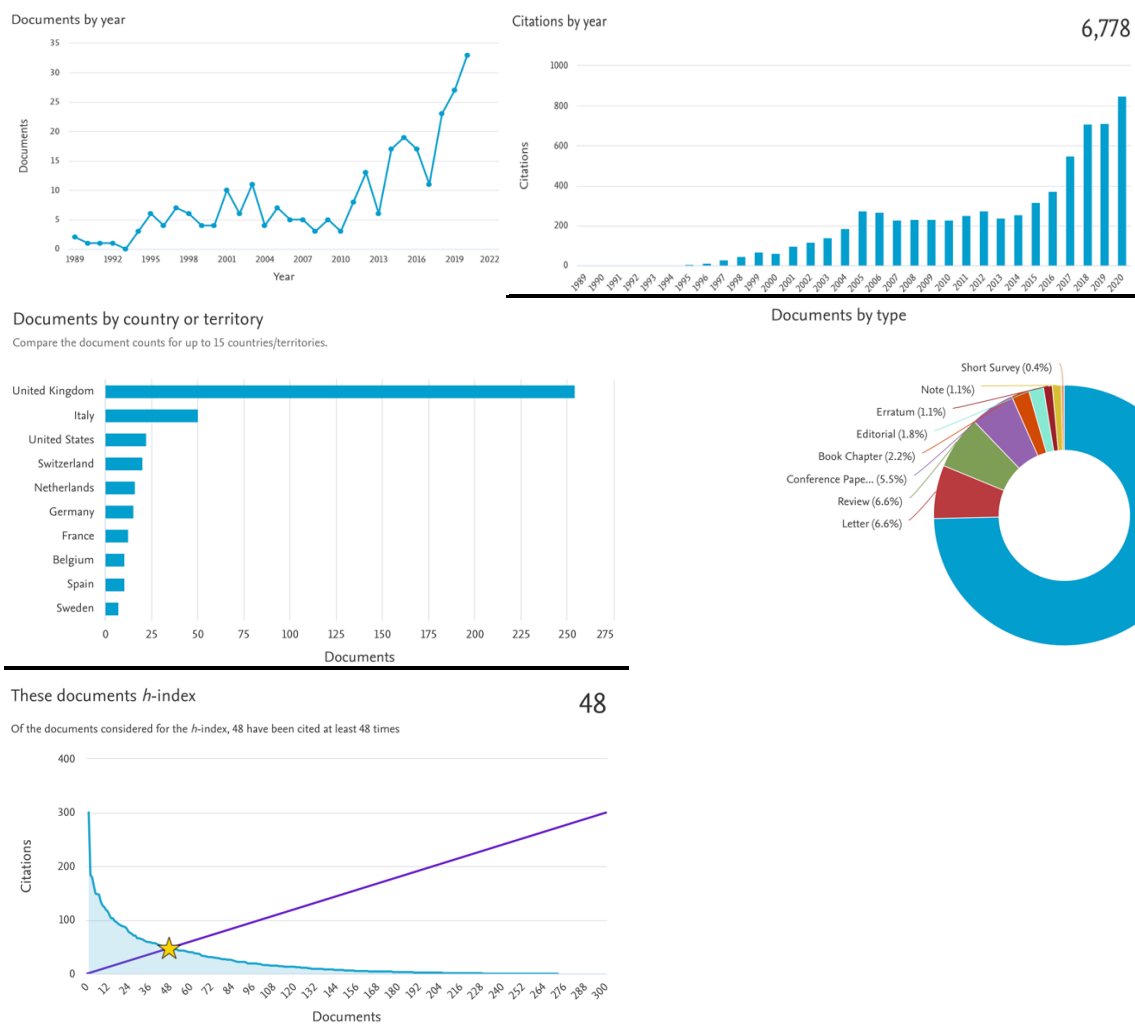 Documents by year
35
30
25
20
15
10
5
0
Documents
1989 1992 1995 1998 2001 2004 2007 2010 2013 2016 2019 2022
Year
Citations by year
6,778
1000
800
600
400
200
0
Citations
1989 1990 1991 1992 1993 1994 1995 1996 1997 1998 1999 2000 2001 2002 2003 2004 2005 2006 2007 2008 2009 2010 2011 2012 2013 2014 2015 2016 2017 2018 2019 2020
Documents by country or territory
Compare the document counts for up to 15 countries/territories.
United Kingdom
Italy
United States
Switzerland
Netherlands
Germany
France
Belgium
Spain
Sweden
0 25 50 75 100 125 150 175 200 225 250 275
Documents
Documents by type
Short Survey (0.4%)
Note (1.1%)
Erratum (1.1%)
Editorial (1.8%)
Book Chapter (2.2%)
Conference Pape... (5.5%)
Review (6.6%)
Letter (6.6%)
These documents h-index
48
Of the documents considered for the h-index, 48 have been cited at least 48 times
400
300
200
100
0
Citations
0 12 24 36 48 60 72 84 96 108 120 132 144 156 168 180 192 204 216 228 240 252 264 276 288 300
Documents